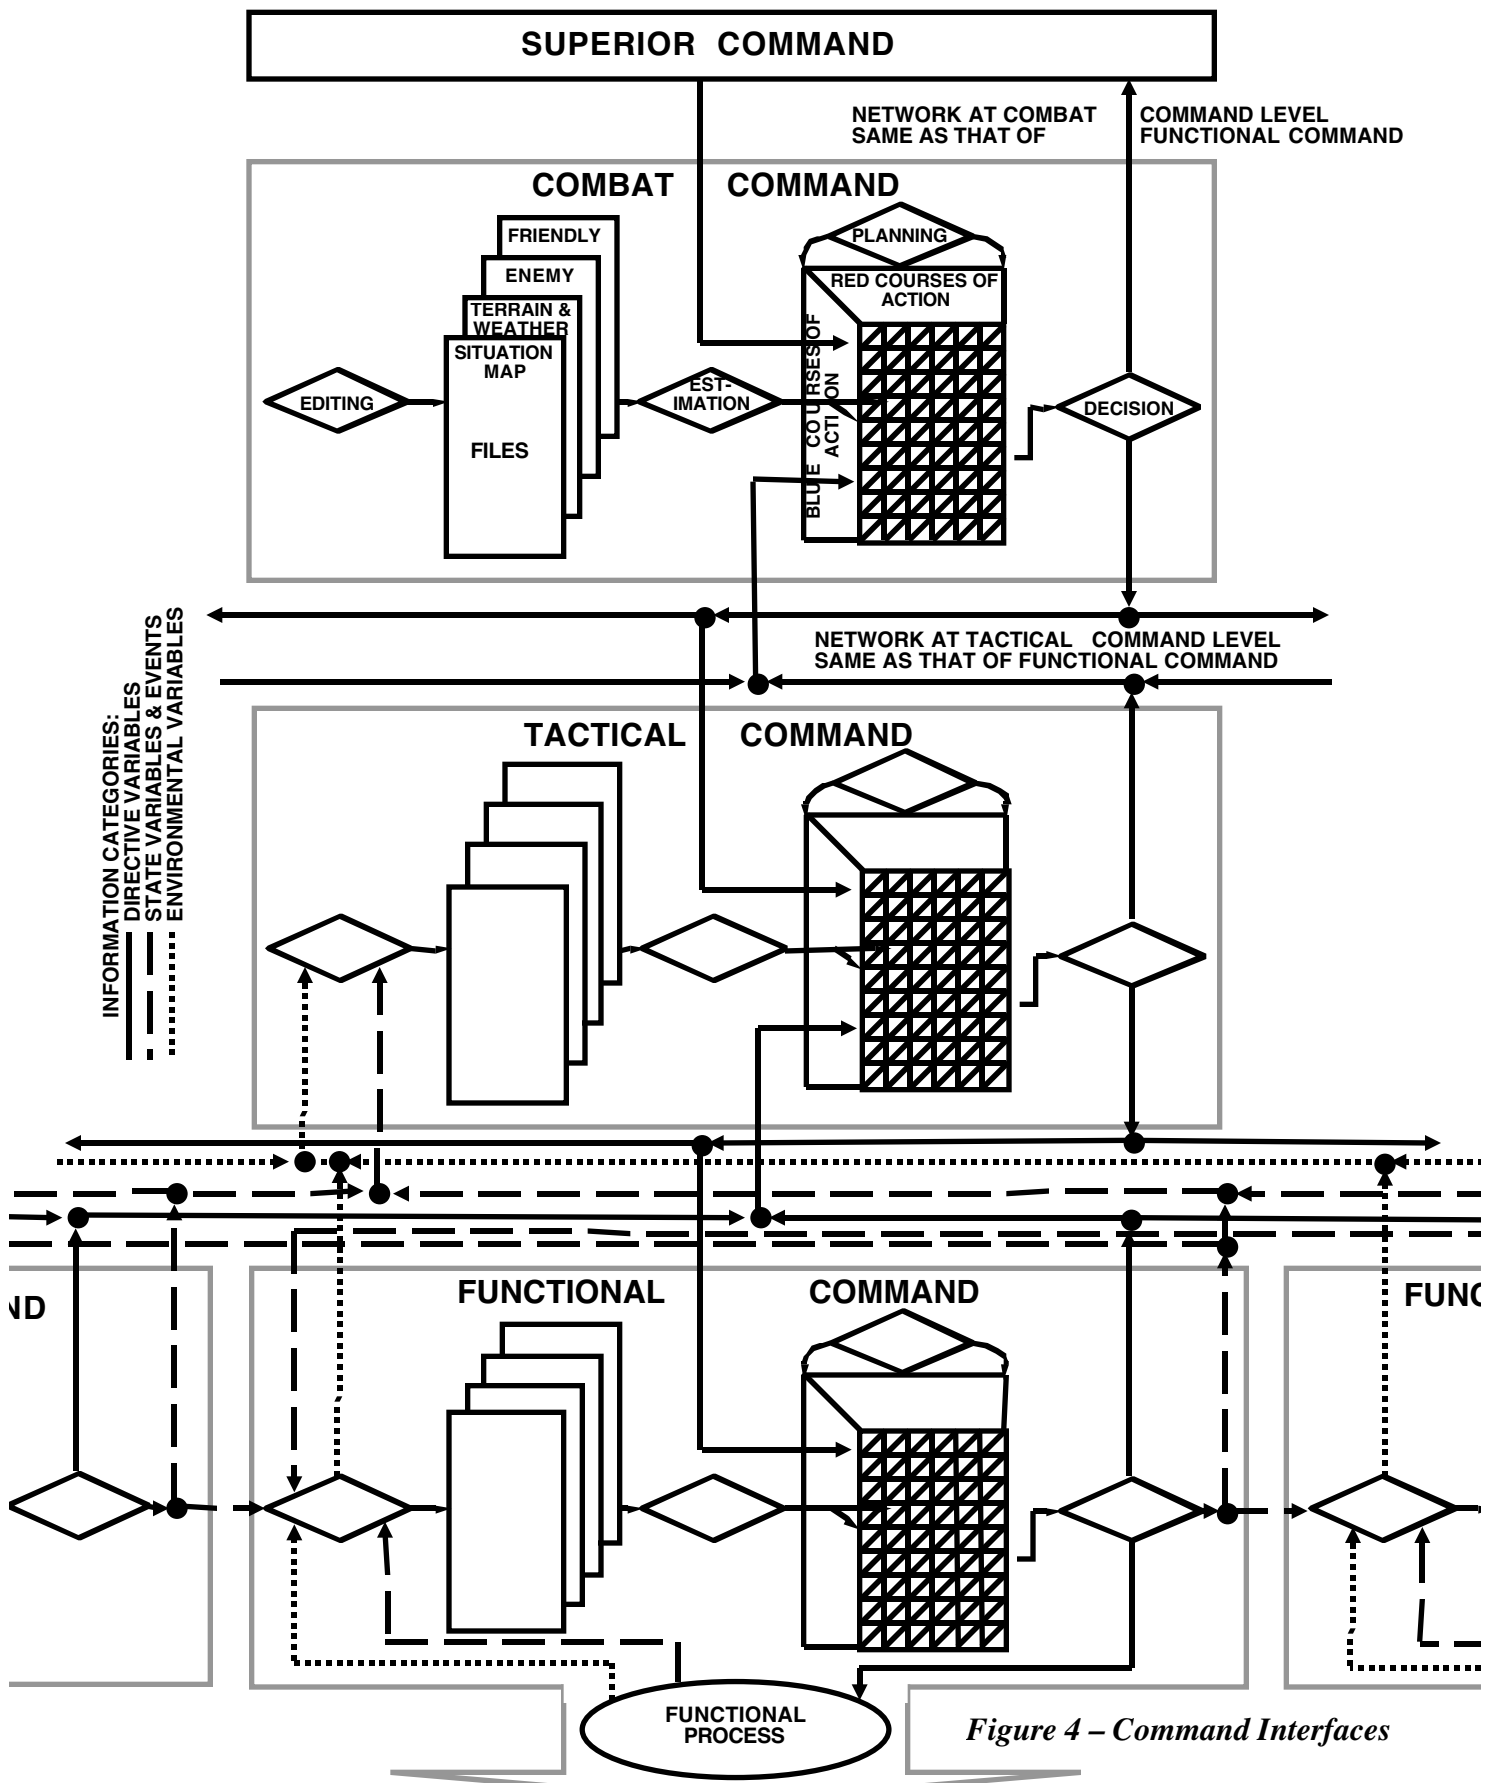 SUPERIOR COMMAND
NETWORK AT COMBAT COMMAND LEVEL
SAME AS THAT OF FUNCTIONAL COMMAND
COMBAT COMMAND
FRIENDLY
ENEMY
TERRAIN &
WEATHER
SITUATION
MAP
FILES
EDITING
EST-
IMATION
PLANNING
RED COURSES OF
ACTION
BLUE COURSES OF
ACTION
DECISION
NETWORK AT TACTICAL COMMAND LEVEL
SAME AS THAT OF FUNCTIONAL COMMAND
INFORMATION CATEGORIES:
DIRECTIVE VARIABLES
STATE VARIABLES & EVENTS
ENVIRONMENTAL VARIABLES
TACTICAL COMMAND
ND
FUNCTIONAL COMMAND
FUNC
FUNCTIONAL
PROCESS
Figure 4 – Command Interfaces